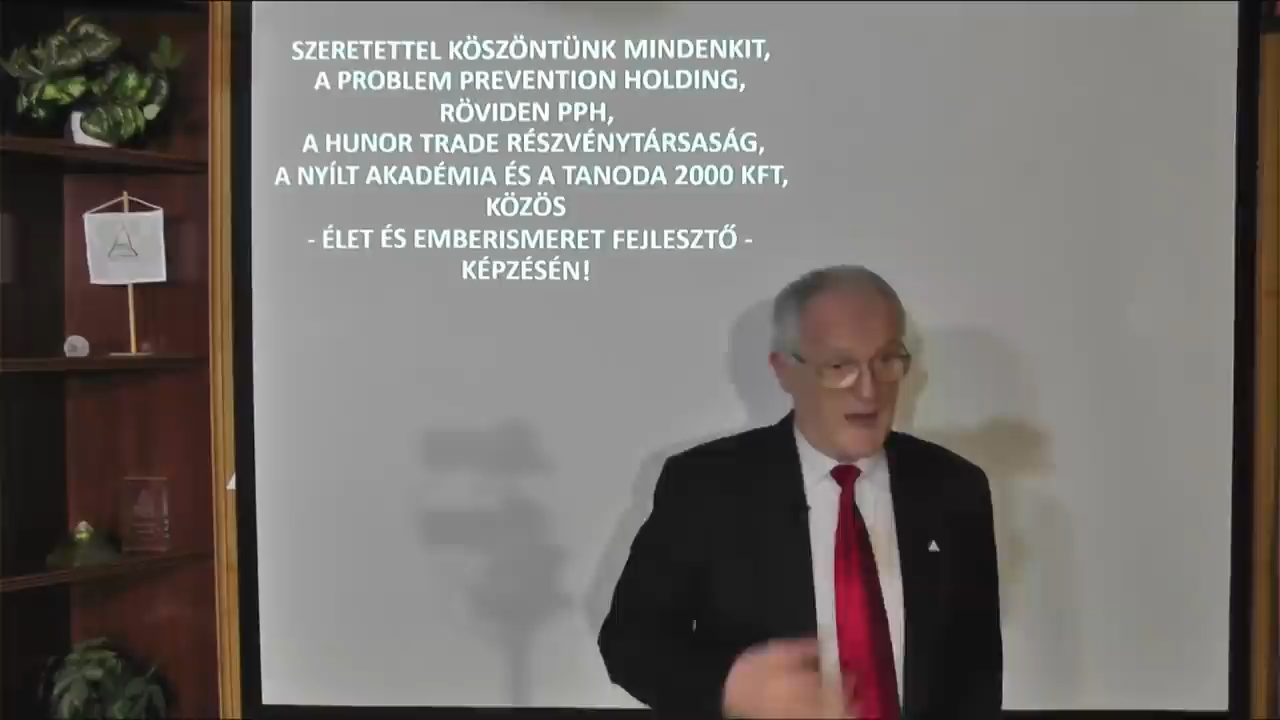 SZERETETTEL KÖSZÖNTÜNK MINDENKIT,
A PROBLEM PREVENTION HOLDING,
RÖVIDEN PPH,
A HUNOR TRADE RÉSZVÉNYTÁRSASÁG,
A NYÍLT AKADÉMIA ÉS A TANODA 2000 KFT,
KÖZÖS
- ÉLET ÉS EMBERISMERET FEJLESZTŐ -
KÉPZÉSÉN!